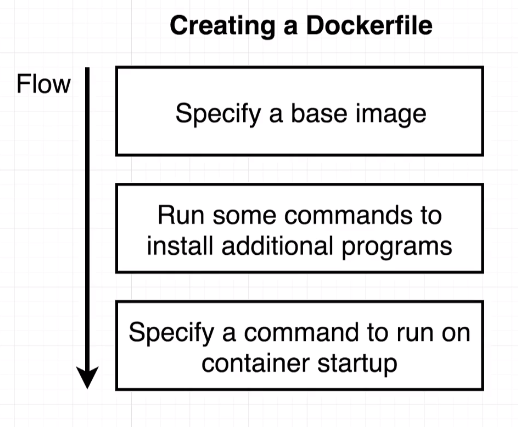 Creating a Dockerfile
Flow
Specify a base image
Run some commands to
install additional programs
Specify a command to run on
container startup